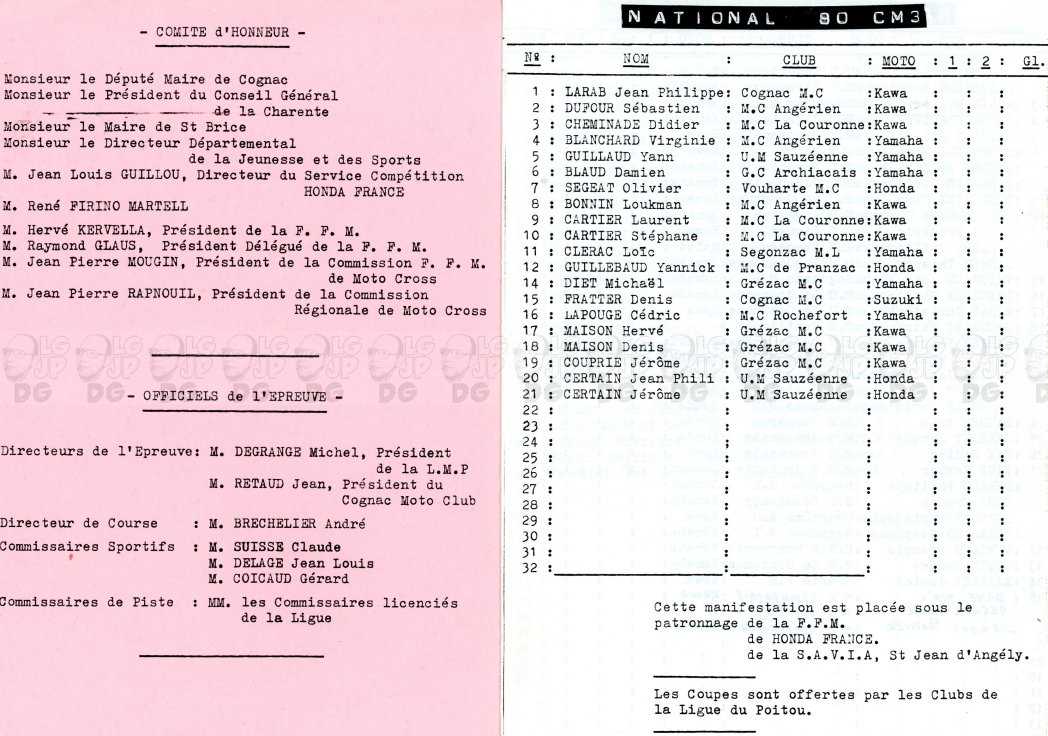 - COMITE d'HONNEUR -
Monsieur le Député Maire de Cognac
Monsieur le Président du Conseil Général
de la Charente
Monsieur le Maire de St Brice
Monsieur le Directeur Départemental
de la Jeunesse et des Sports
M. Jean Louis GUILLOU, Directeur du Service Compétition
HONDA FRANCE
M. René FIRINO MARTELL
M. Hervé KERVELLA, Président de la F. F. M.
M. Raymond GLAUS, Président Délégué de la F. F. M.
M. Jean Pierre MOUGIN, Président de la Commission F. F. M.
de Moto Cross
M. Jean Pierre RAPNOUIL, Président de la Commission
Régionale de Moto Cross
- OFFICIELS de l'EPREUVE -
Directeurs de l'Epreuve: M. DEGRANGE Michel, Président
de la L.M.P
M. RETAUD Jean, Président du
Cognac Moto Club
Directeur de Course : M. BRECHELIER André
Commissaires Sportifs : M. SUISSE Claude
M. DELAGE Jean Louis
M. COICAUD Gérard
Commissaires de Piste : MM. les Commissaires licenciés
de la Ligue
NATIONAL 80 CM3
Nº : NOM : CLUB : MOTO : 1 : 2 : Gl.
1 : LARAB Jean Philippe: Cognac M.C :Kawa : : :
2 : DUFOUR Sébastien : M.C Angérien :Kawa : : :
3 : CHEMINADE Didier : M.C La Couronne:Kawa : : :
4 : BLANCHARD Virginie : M.C Angérien :Yamaha : : :
5 : GUILLAUD Yann : U.M Sauzéenne :Yamaha : : :
6 : BLAUD Damien : G.C Archiacais :Yamaha : : :
7 : SEGEAT Olivier : Vouharte M.C :Honda : : :
8 : BONNIN Loukman : M.C Angérien :Kawa : : :
9 : CARTIER Laurent : M.C La Couronne:Kawa : : :
10 : CARTIER Stéphane : M.C La Couronne:Kawa : : :
11 : CLERAC Loïc : Segonzac M.L :Yamaha : : :
12 : GUILLEBAUD Yannick : M.C de Pranzac :Honda : : :
14 : DIET Michaël : Grézac M.C :Yamaha : : :
15 : FRATTER Denis : Cognac M.C :Suzuki : : :
16 : LAPOUGE Cédric : M.C Rochefort :Yamaha : : :
17 : MAISON Hervé : Grézac M.C :Kawa : : :
18 : MAISON Denis : Grézac M.C :Kawa : : :
19 : COUPRIE Jérôme : Grézac M.C :Kawa : : :
20 : CERTAIN Jean Phili : U.M Sauzéenne :Honda : : :
21 : CERTAIN Jérôme : U.M Sauzéenne :Honda : : :
22 : : : : : :
23 : : : : : :
24 : : : : : :
25 : : : : : :
26 : : : : : :
27 : : : : : :
28 : : : : : :
29 : : : : : :
30 : : : : : :
31 : : : : : :
32 : : : : : :
Cette manifestation est placée sous le
patronnage de la F.F.M.
de HONDA FRANCE.
de la S.A.V.I.A, St Jean d'Angély.
Les Coupes sont offertes par les Clubs de
la Ligue du Poitou.